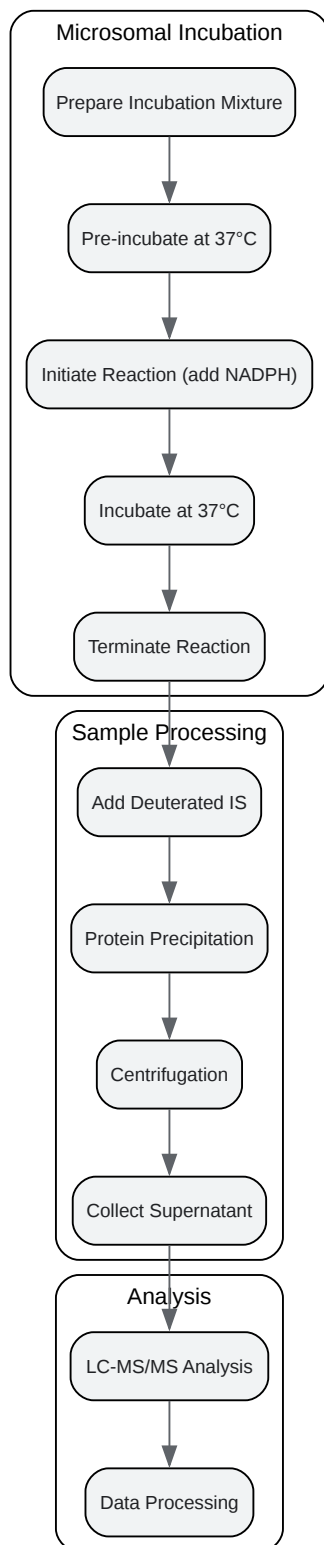 Microsomal Incubation
Prepare Incubation Mixture
Pre-incubate at 37°C
Initiate Reaction (add NADPH)
Incubate at 37°C
Terminate Reaction
Sample Processing
Add Deuterated IS
Protein Precipitation
Centrifugation
Collect Supernatant
Analysis
LC-MS/MS Analysis
Data Processing